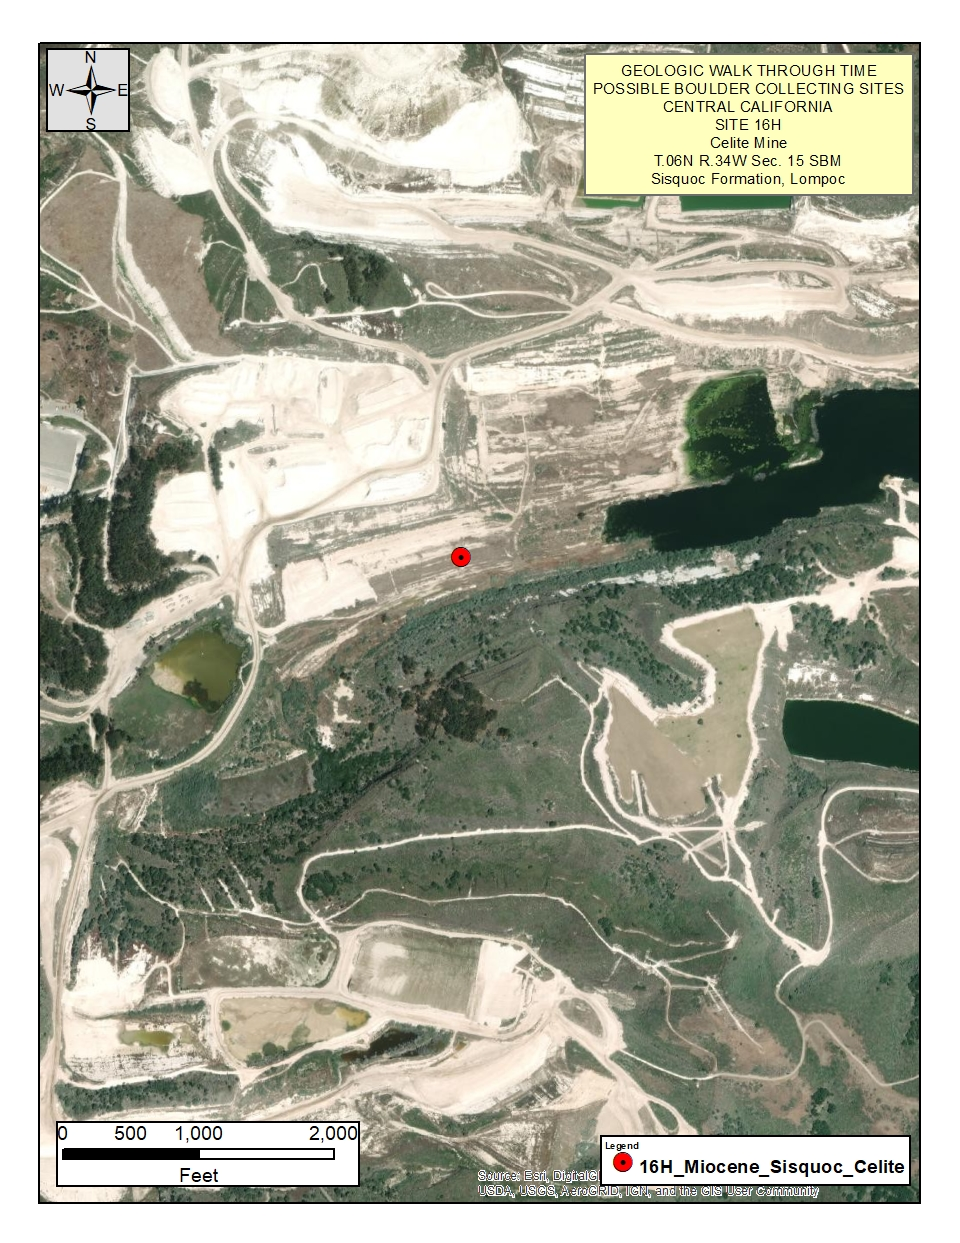 N
W E
S
GEOLOGIC WALK THROUGH TIME
POSSIBLE BOULDER COLLECTING SITES
CENTRAL CALIFORNIA
SITE 16H
Celite Mine
T.06N R.34W Sec. 15 SBM
Sisquoc Formation, Lompoc
0 500 1,000 2,000
Feet
Legend
16H_Miocene_Sisquoc_Celite
Source: Esri,
USDA, USGS, AeroGRID, IGN, and the GIS User Community